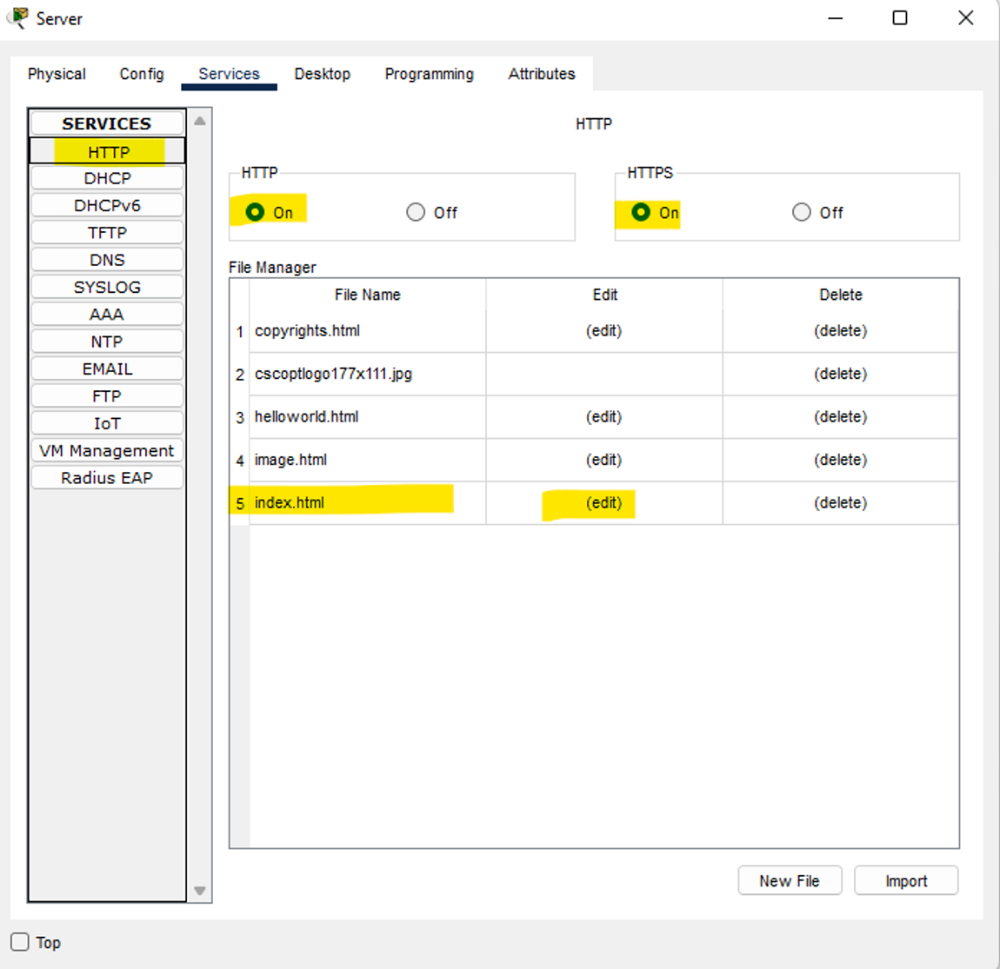 Server
Physical Config Services Desktop Programming Attributes
SERVICES
HTTP
DHCP
DHCPv6
TFTP
DNS
SYSLOG
AAA
NTP
EMAIL
FTP
IoT
VM Management
Radius EAP
HTTP
HTTP
On Off
HTTPS
On Off
File Manager
File Name Edit Delete
1 copyrights.html (edit) (delete)
2 cscoptlogo177x111.jpg (delete)
3 helloworld.html (edit) (delete)
4 image.html (edit) (delete)
5 index.html (edit) (delete)
New File Import
Top